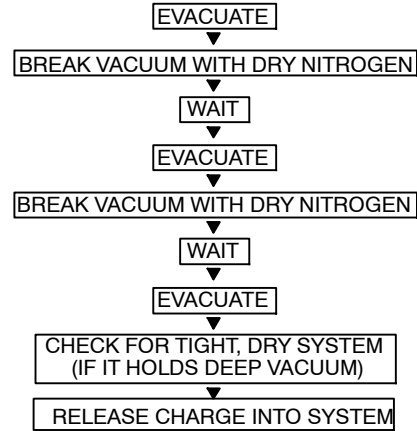 EVACUATE
BREAK VACUUM WITH DRY NITROGEN
WAIT
EVACUATE
BREAK VACUUM WITH DRY NITROGEN
WAIT
EVACUATE
CHECK FOR TIGHT, DRY SYSTEM
(IF IT HOLDS DEEP VACUUM)
RELEASE CHARGE INTO SYSTEM